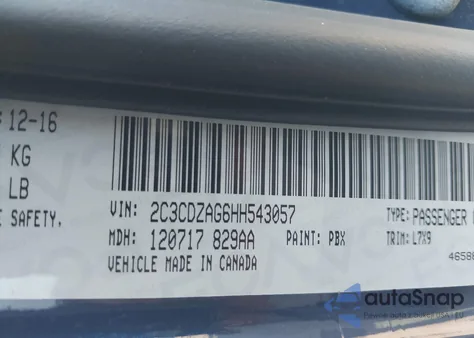 12-16
KG
LB
SAFETY.
VIN: 2C3CDZAG6HH543057
TYPE: PASSENGER
MDH: 120717 829AA PAINT: PBX TRIM: L7X9
VEHICLE MADE IN CANADA
4658
autoSnap